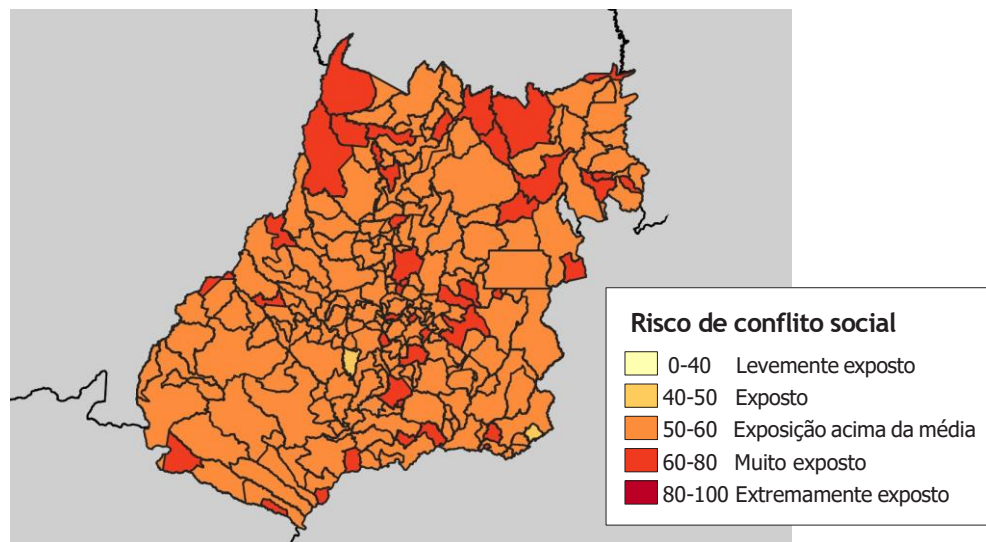 Risco de conflito social
0-40 Levemente exposto
40-50 Exposto
50-60 Exposição acima da média
60-80 Muito exposto
80-100 Extremamente exposto